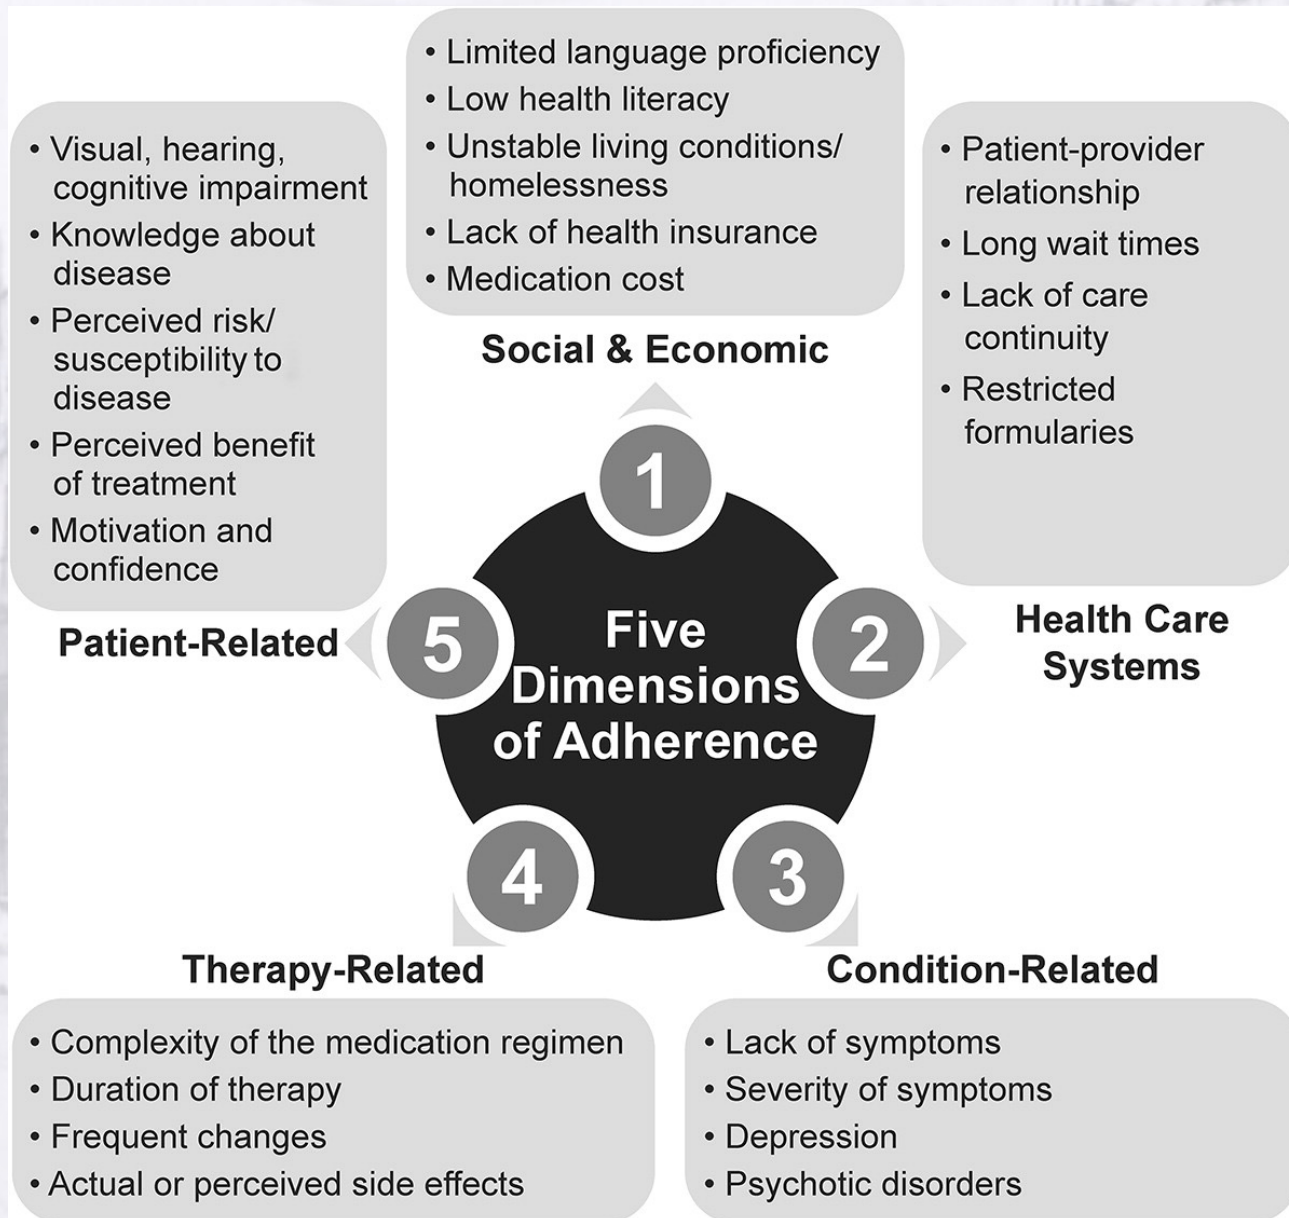 • Limited language proficiency
• Low health literacy
• Unstable living conditions/
homelessness
• Lack of health insurance
• Medication cost
Social & Economic
1
• Patient-provider
relationship
• Long wait times
• Lack of care
continuity
• Restricted
formularies
Health Care
Systems
2
Condition-Related
3
• Lack of symptoms
• Severity of symptoms
• Depression
• Psychotic disorders
Therapy-Related
4
• Complexity of the medication regimen
• Duration of therapy
• Frequent changes
• Actual or perceived side effects
• Visual, hearing,
cognitive impairment
• Knowledge about
disease
• Perceived risk/
susceptibility to
disease
• Perceived benefit
of treatment
• Motivation and
confidence
Patient-Related
5
Five
Dimensions
of Adherence